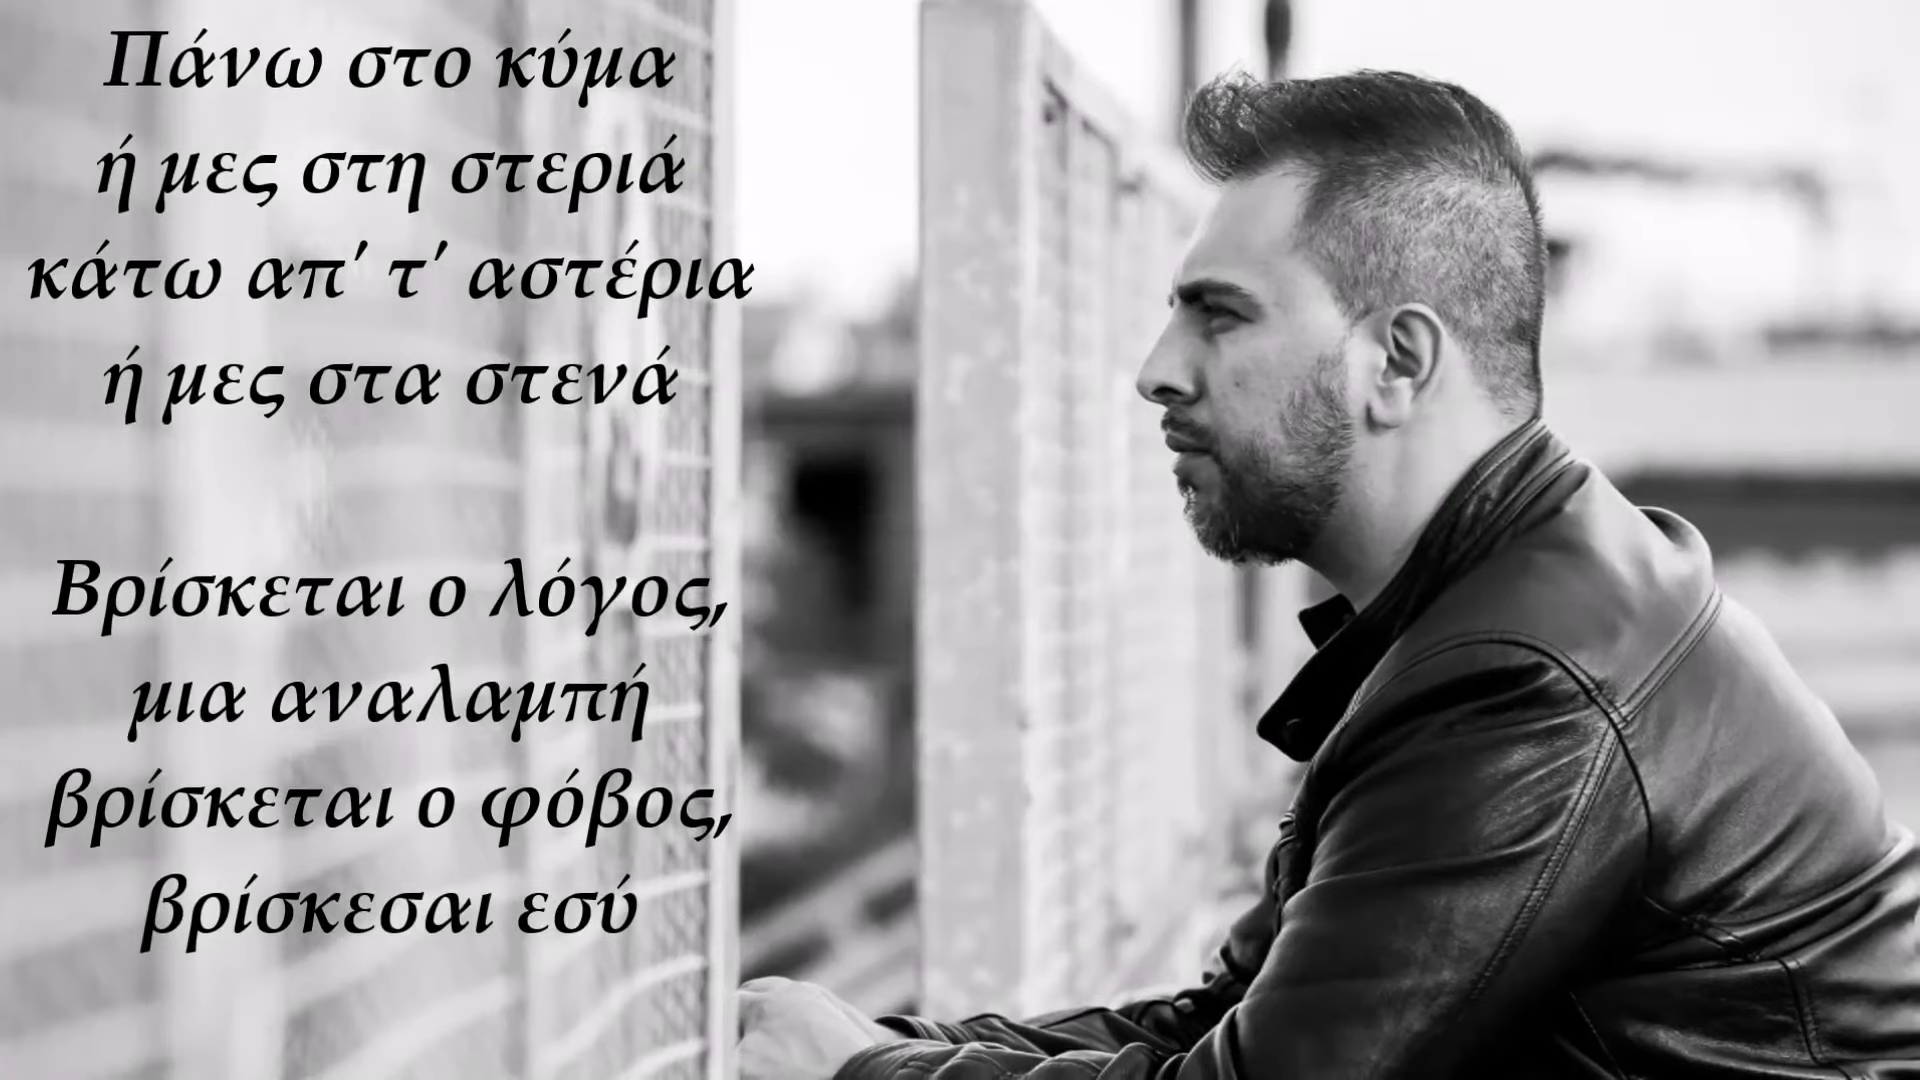 Πάνω στο κύμα
ή μες στη στεριά
κάτω απ' τ' αστέρια
ή μες στα στενά
Βρίσκεται ο λόγος,
μια αναλαμπή
βρίσκεται ο φόβος,
βρίσκεσαι εσύ